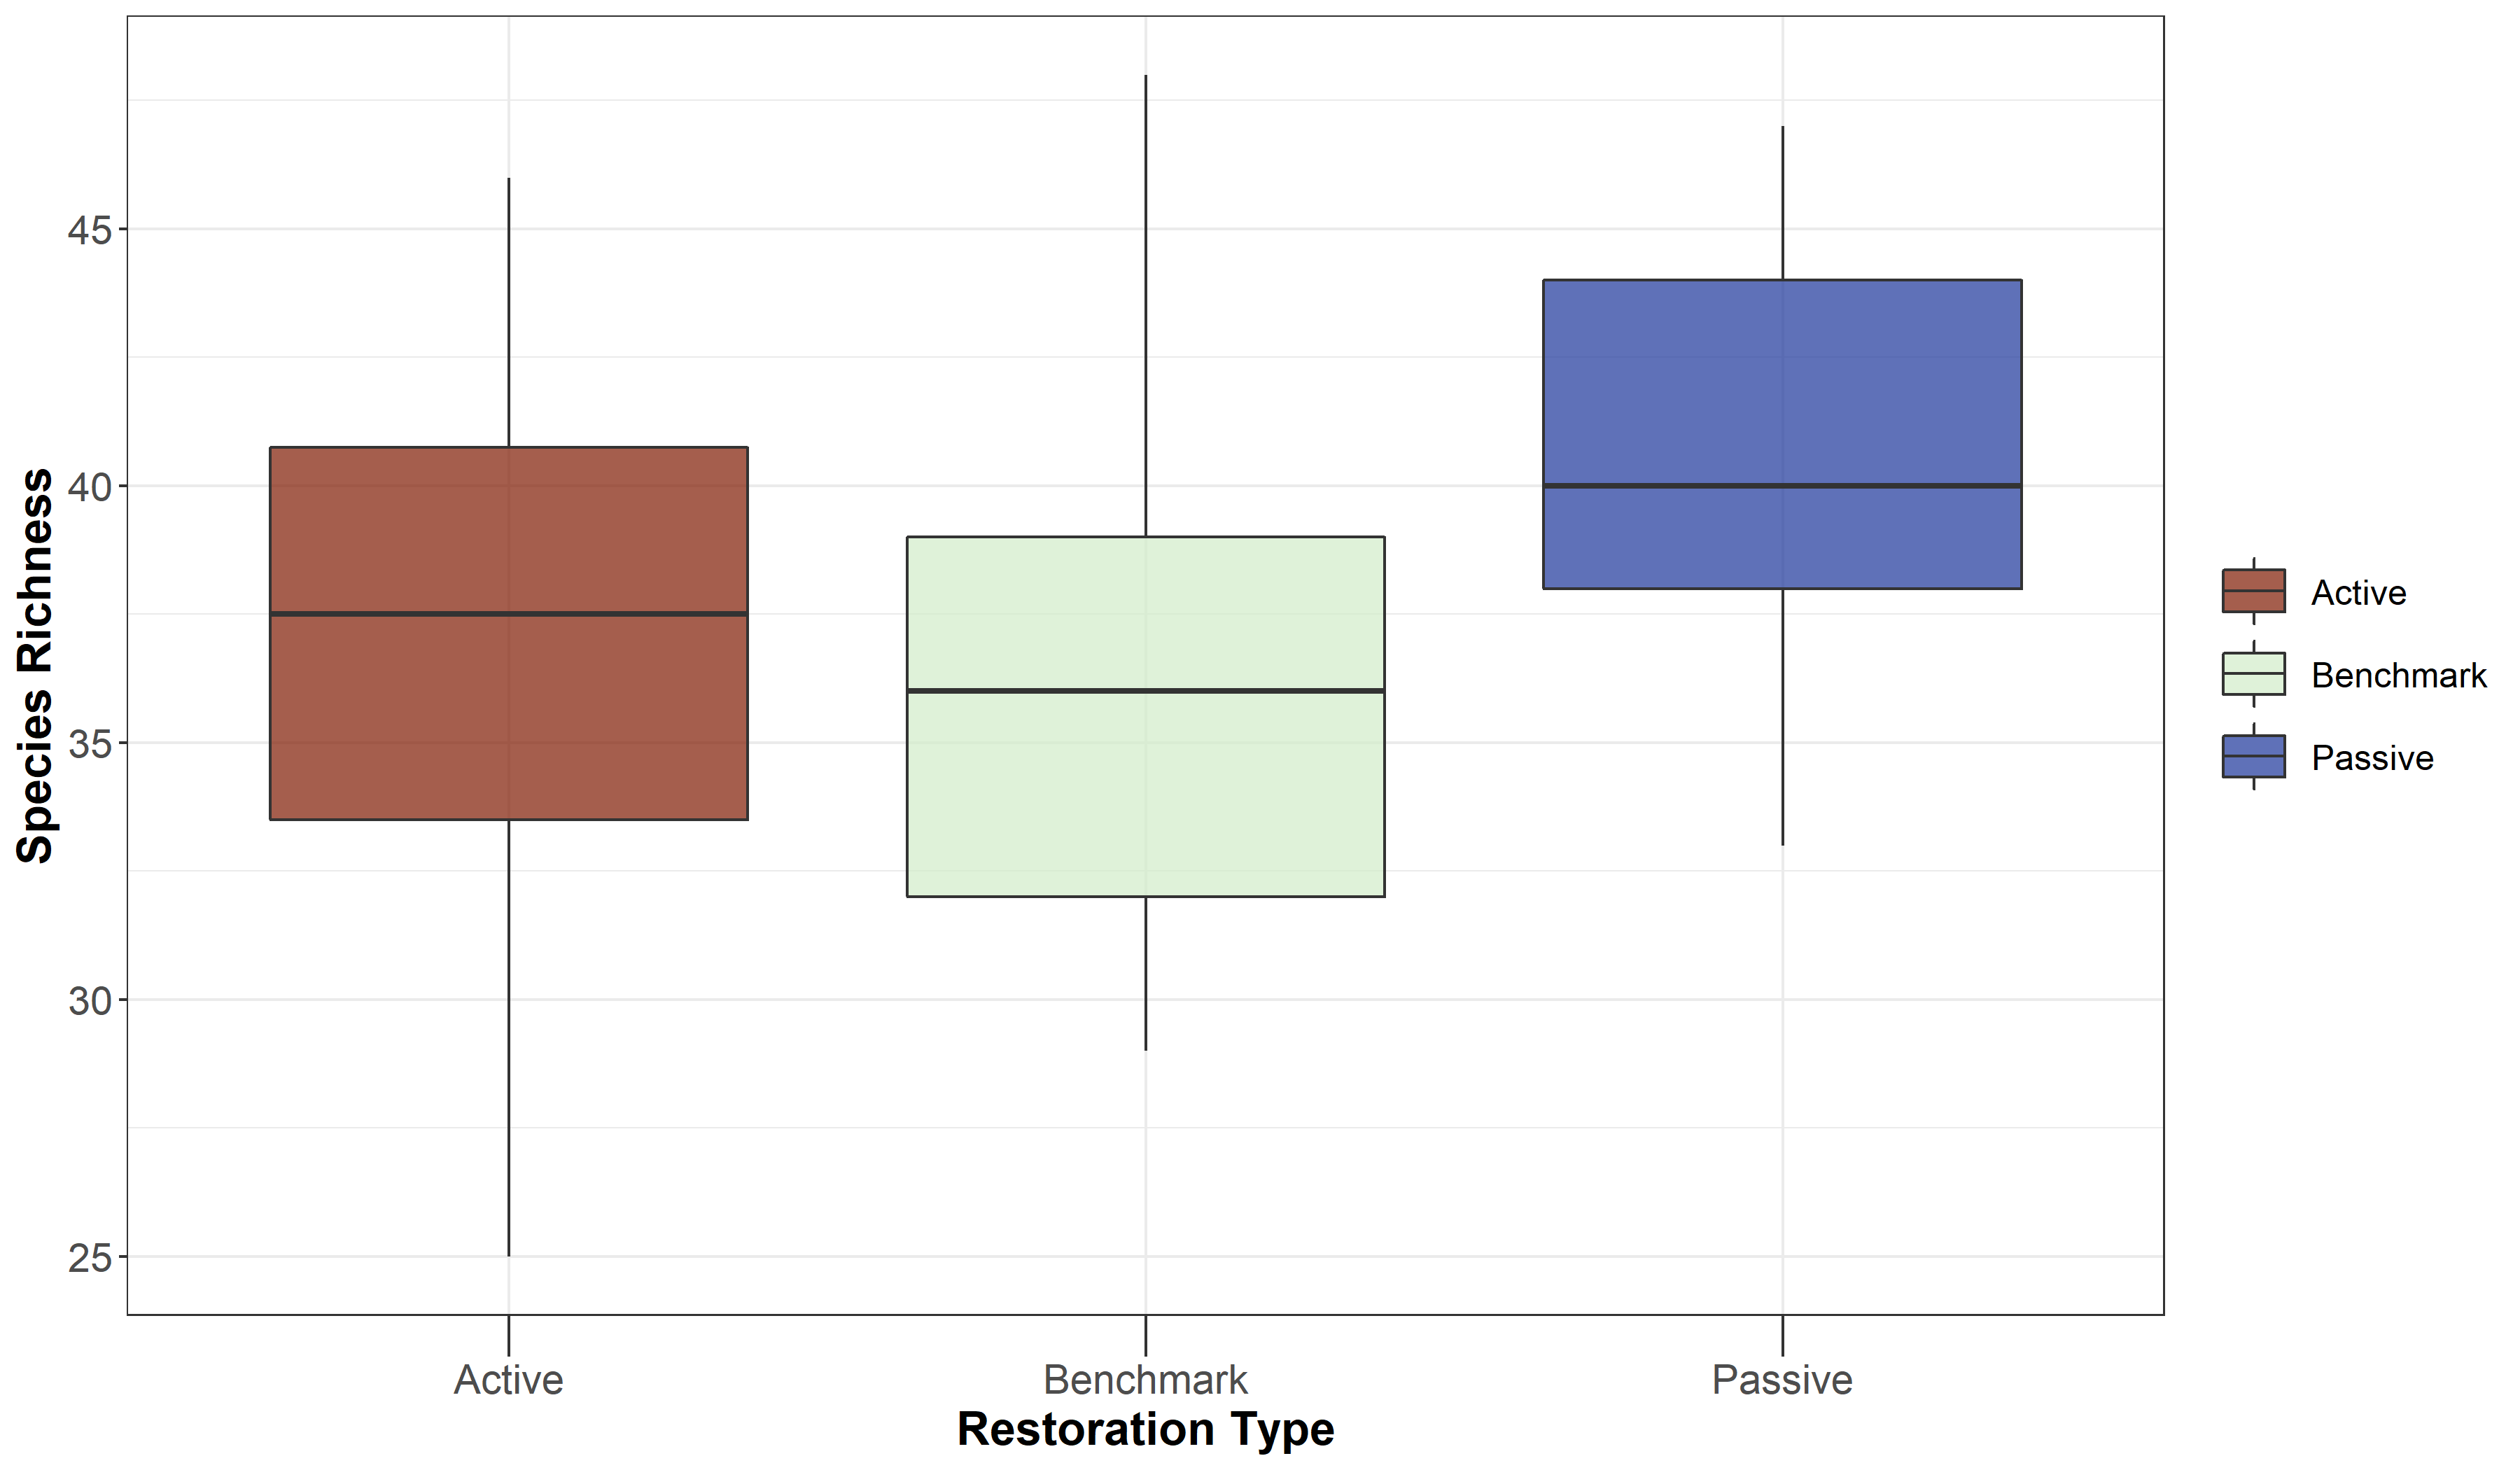 Species Richness
45
40
35
30
25
Active Benchmark Passive
Restoration Type
Active
Benchmark
Passive